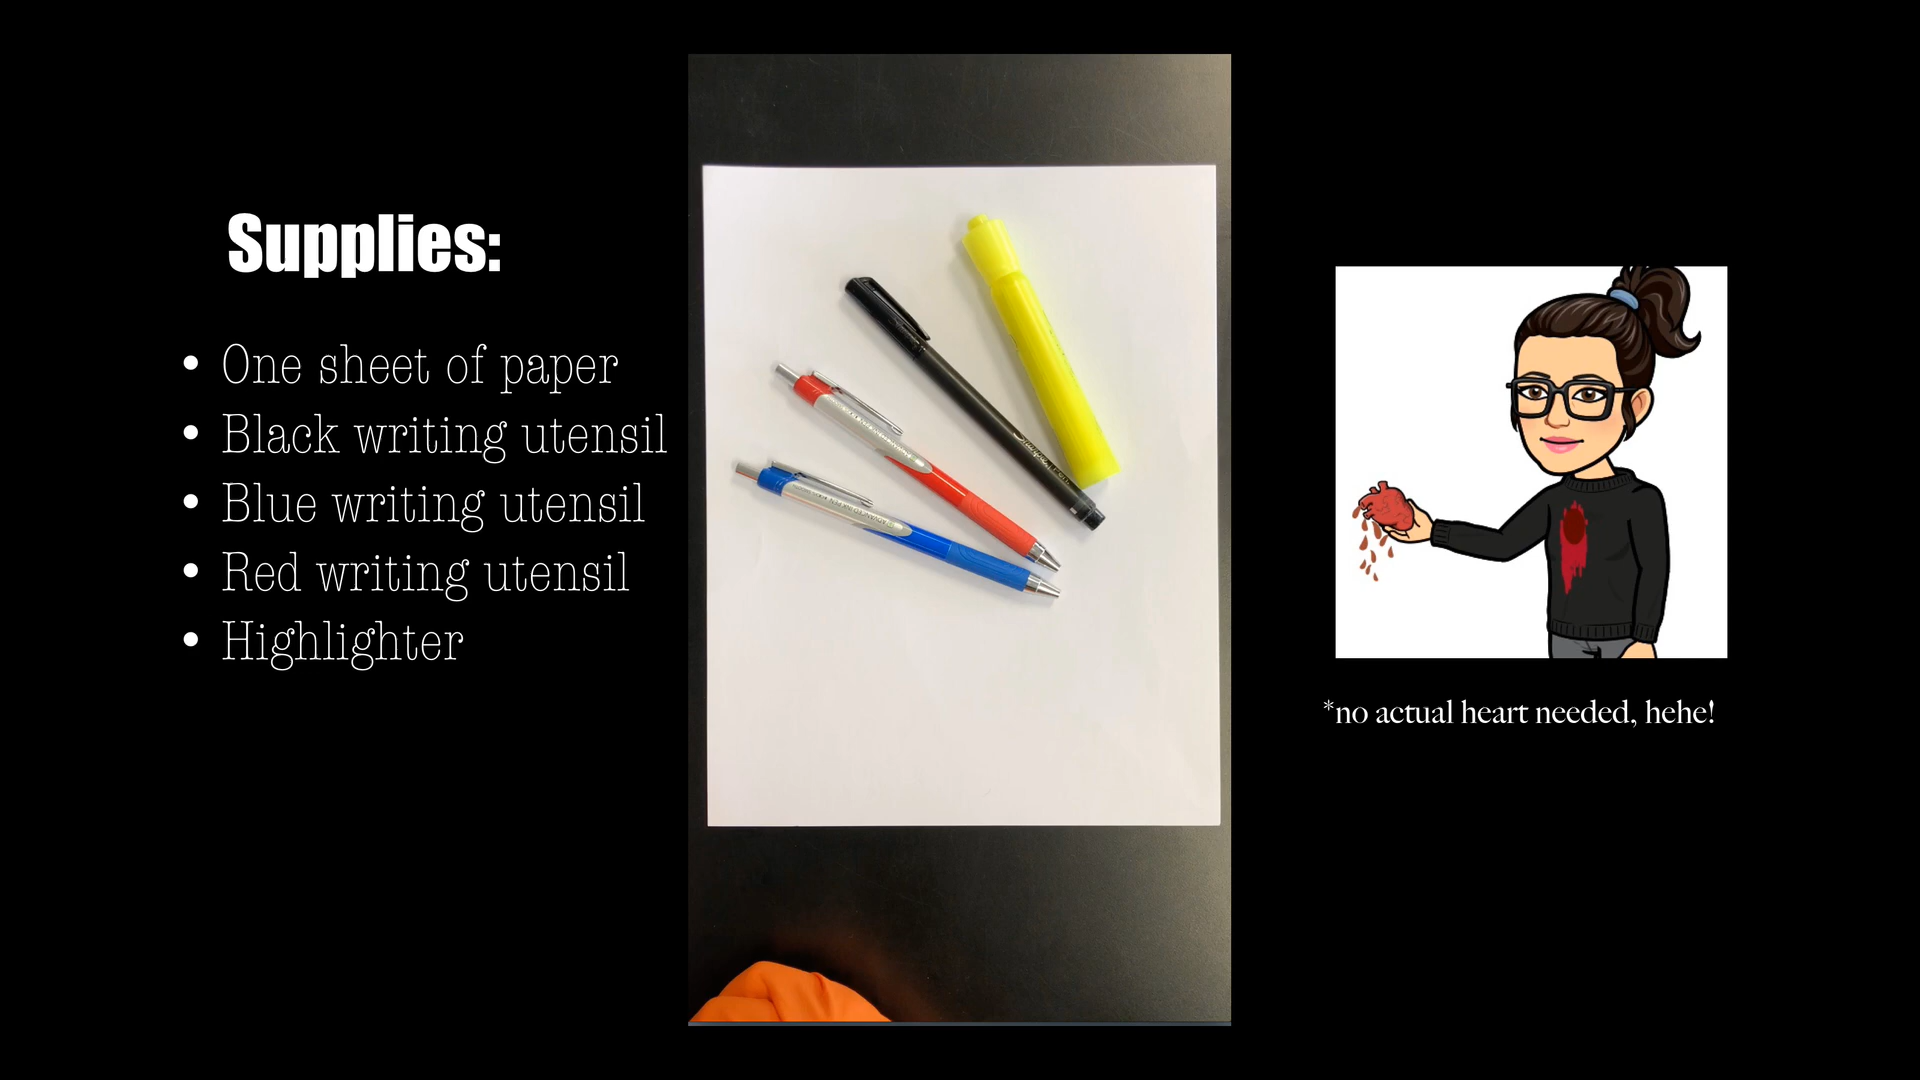 Supplies:
• One sheet of paper
• Black writing utensil
• Blue writing utensil
• Red writing utensil
• Highlighter
*no actual heart needed, hehe!